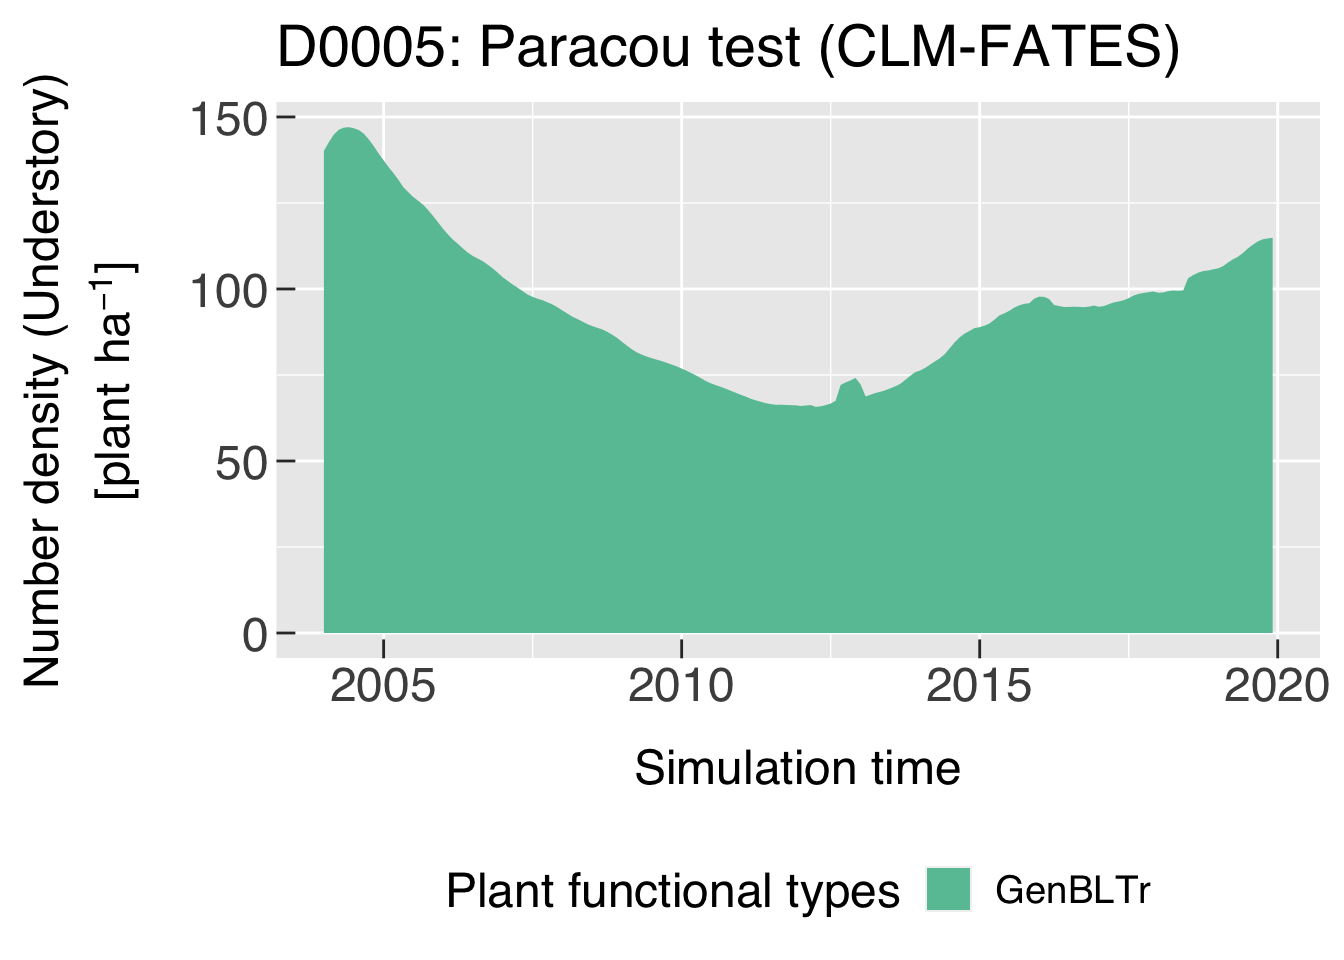 D0005: Paracou test (CLM-FATES)
Number density (Understory)
[plant ha⁻¹]
150
100
50
0
2005 2010 2015 2020
Simulation time
Plant functional types GenBLTr